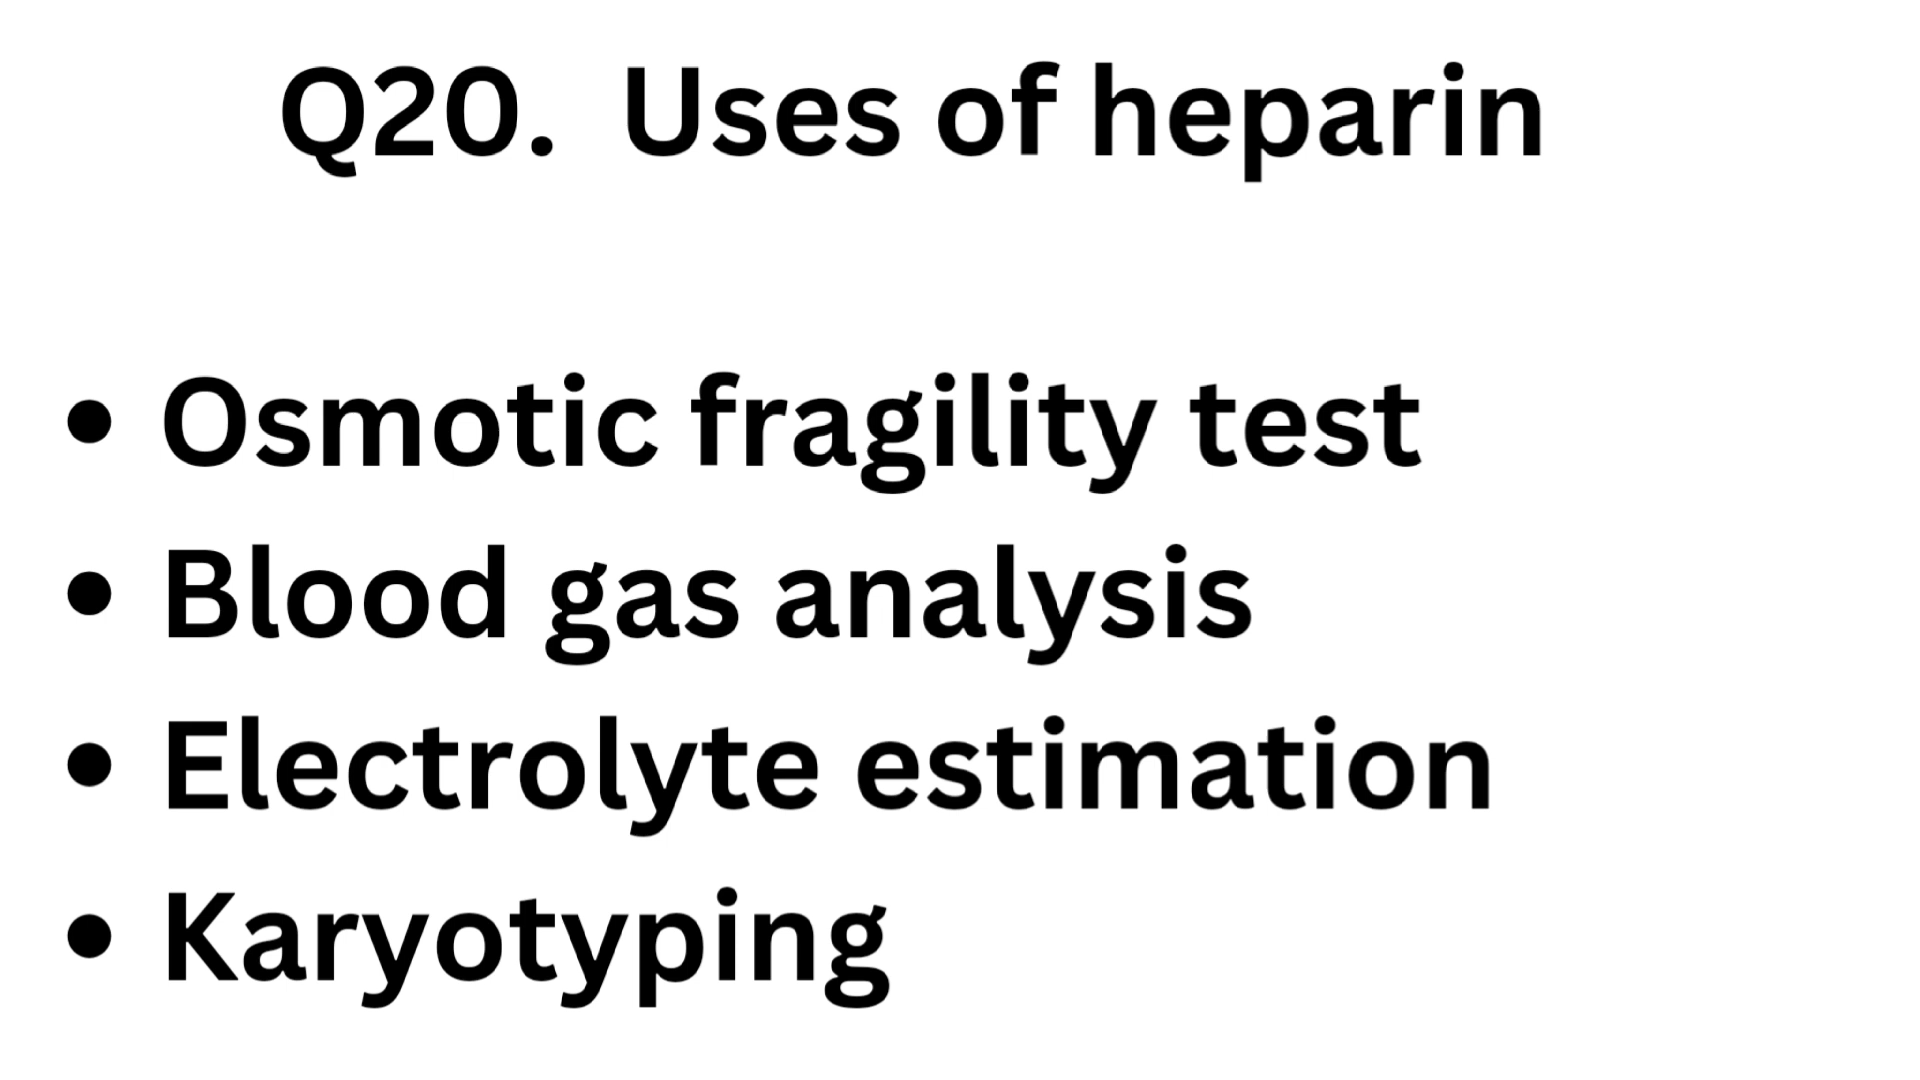 Q20. Uses of heparin
• Osmotic fragility test
• Blood gas analysis
• Electrolyte estimation
• Karyotyping